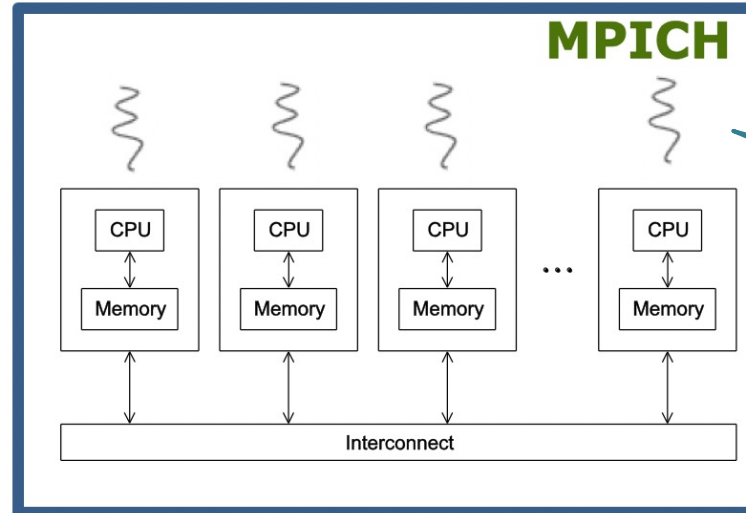 MPICH
CPU CPU CPU ... CPU
Memory Memory Memory Memory
Interconnect